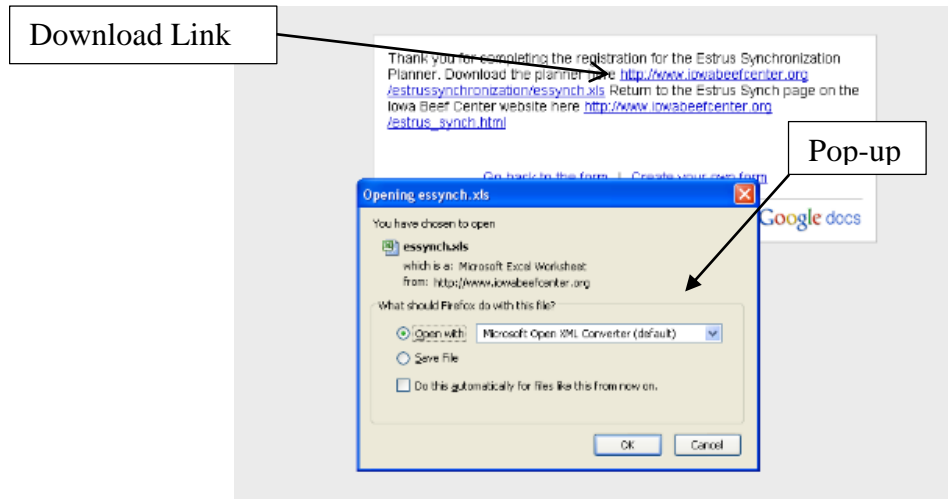 Download Link
Thank you for completing the registration for the Estrus Synchronization
Planner. Download the planner here http://www.iowabeefcenter.org
/estrussynchronization/essynch.xls Return to the Estrus Synch page on the
Iowa Beef Center website here http://www.iowabeefcenter.org
/estrus_synch.html
Pop-up
Go back to the form | Create your own form
Google docs
Opening essynch.xls
You have chosen to open
essynch.xls
which is a: Microsoft Excel Worksheet
from: http://www.iowabeefcenter.org
What should Firefox do with this file?
Open with Microsoft Open XML Converter (default)
Save File
Do this automatically for files like this from now on.
OK Cancel